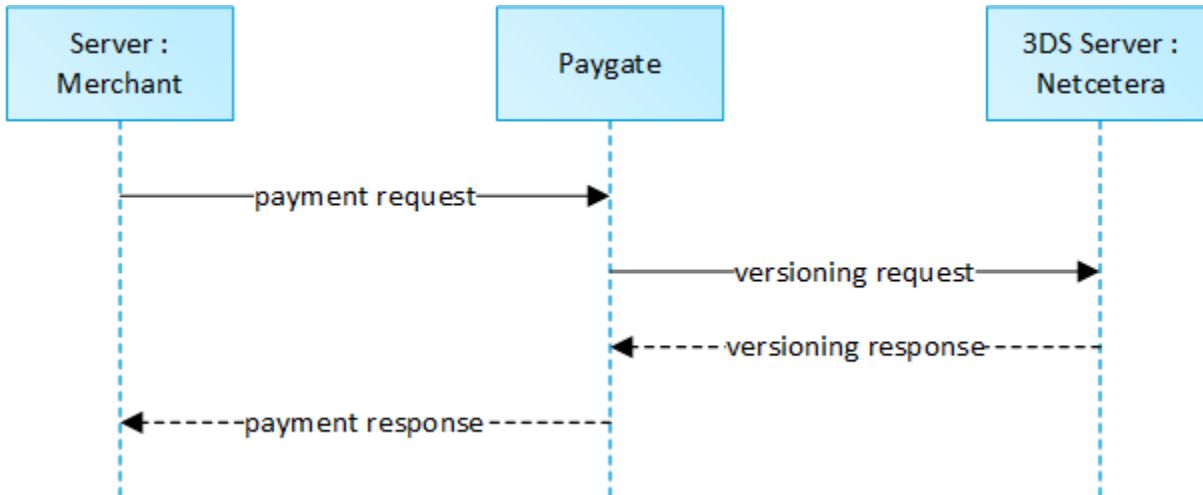 Server :
Merchant
Paygate
3DS Server :
Netcetera
payment request
versioning request
versioning response
payment response